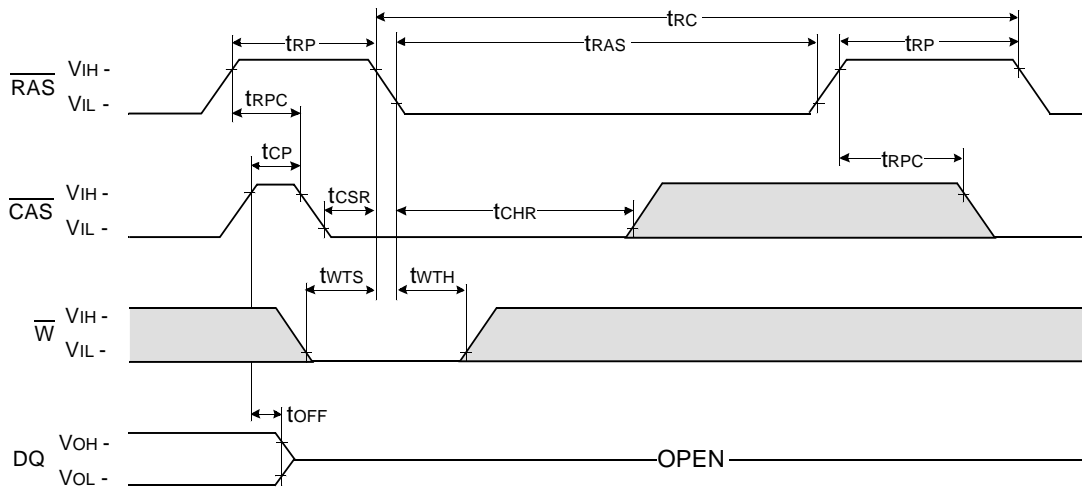 tRC
tRP tRAS tRP
RAS VIH -
VIL -
tRPC
tCP tRPC
CAS VIH -
VIL -
tCSR tCHR
tWTS tWTH
W VIH -
VIL -
tOFF
DQ VOH -
VOL -
OPEN